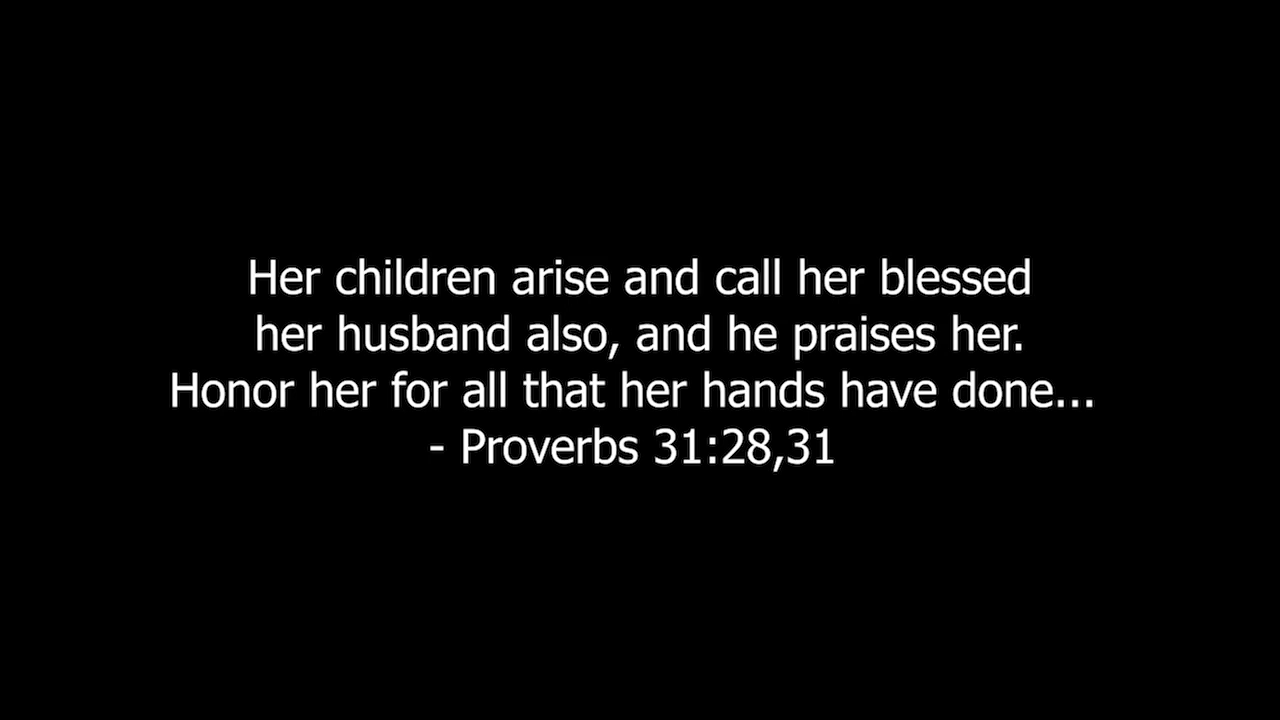 Her children arise and call her blessed
her husband also, and he praises her.
Honor her for all that her hands have done...
- Proverbs 31:28,31